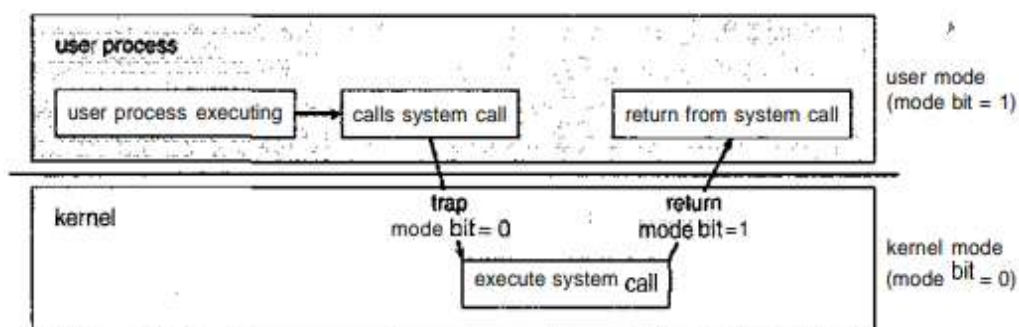 user process
user process executing
calls system call
return from system call
user mode
(mode bit = 1)
kernel
trap
mode bit = 0
return
mode bit=1
execute system call
kernel mode
(mode bit = 0)